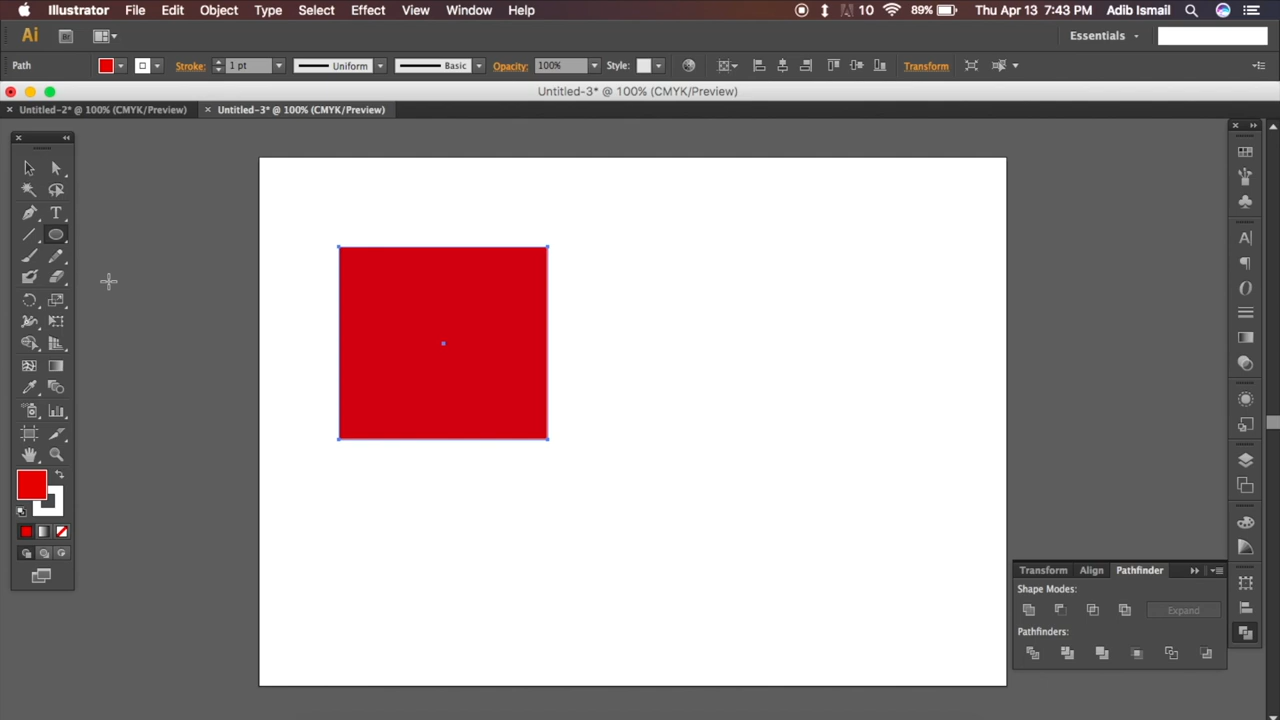 Illustrator File Edit Object Type Select Effect View Window Help 10 89% Thu Apr 13 7:43 PM Adib Ismail
Ai Br Essentials
Path Stroke: 1 pt Uniform Basic Opacity: 100% Style: Transform
Untitled-3* @ 100% (CMYK/Preview)
Untitled-2* @ 100% (CMYK/Preview) Untitled-3* @ 100% (CMYK/Preview)
Transform Align Pathfinder
Shape Modes:
Expand
Pathfinders: